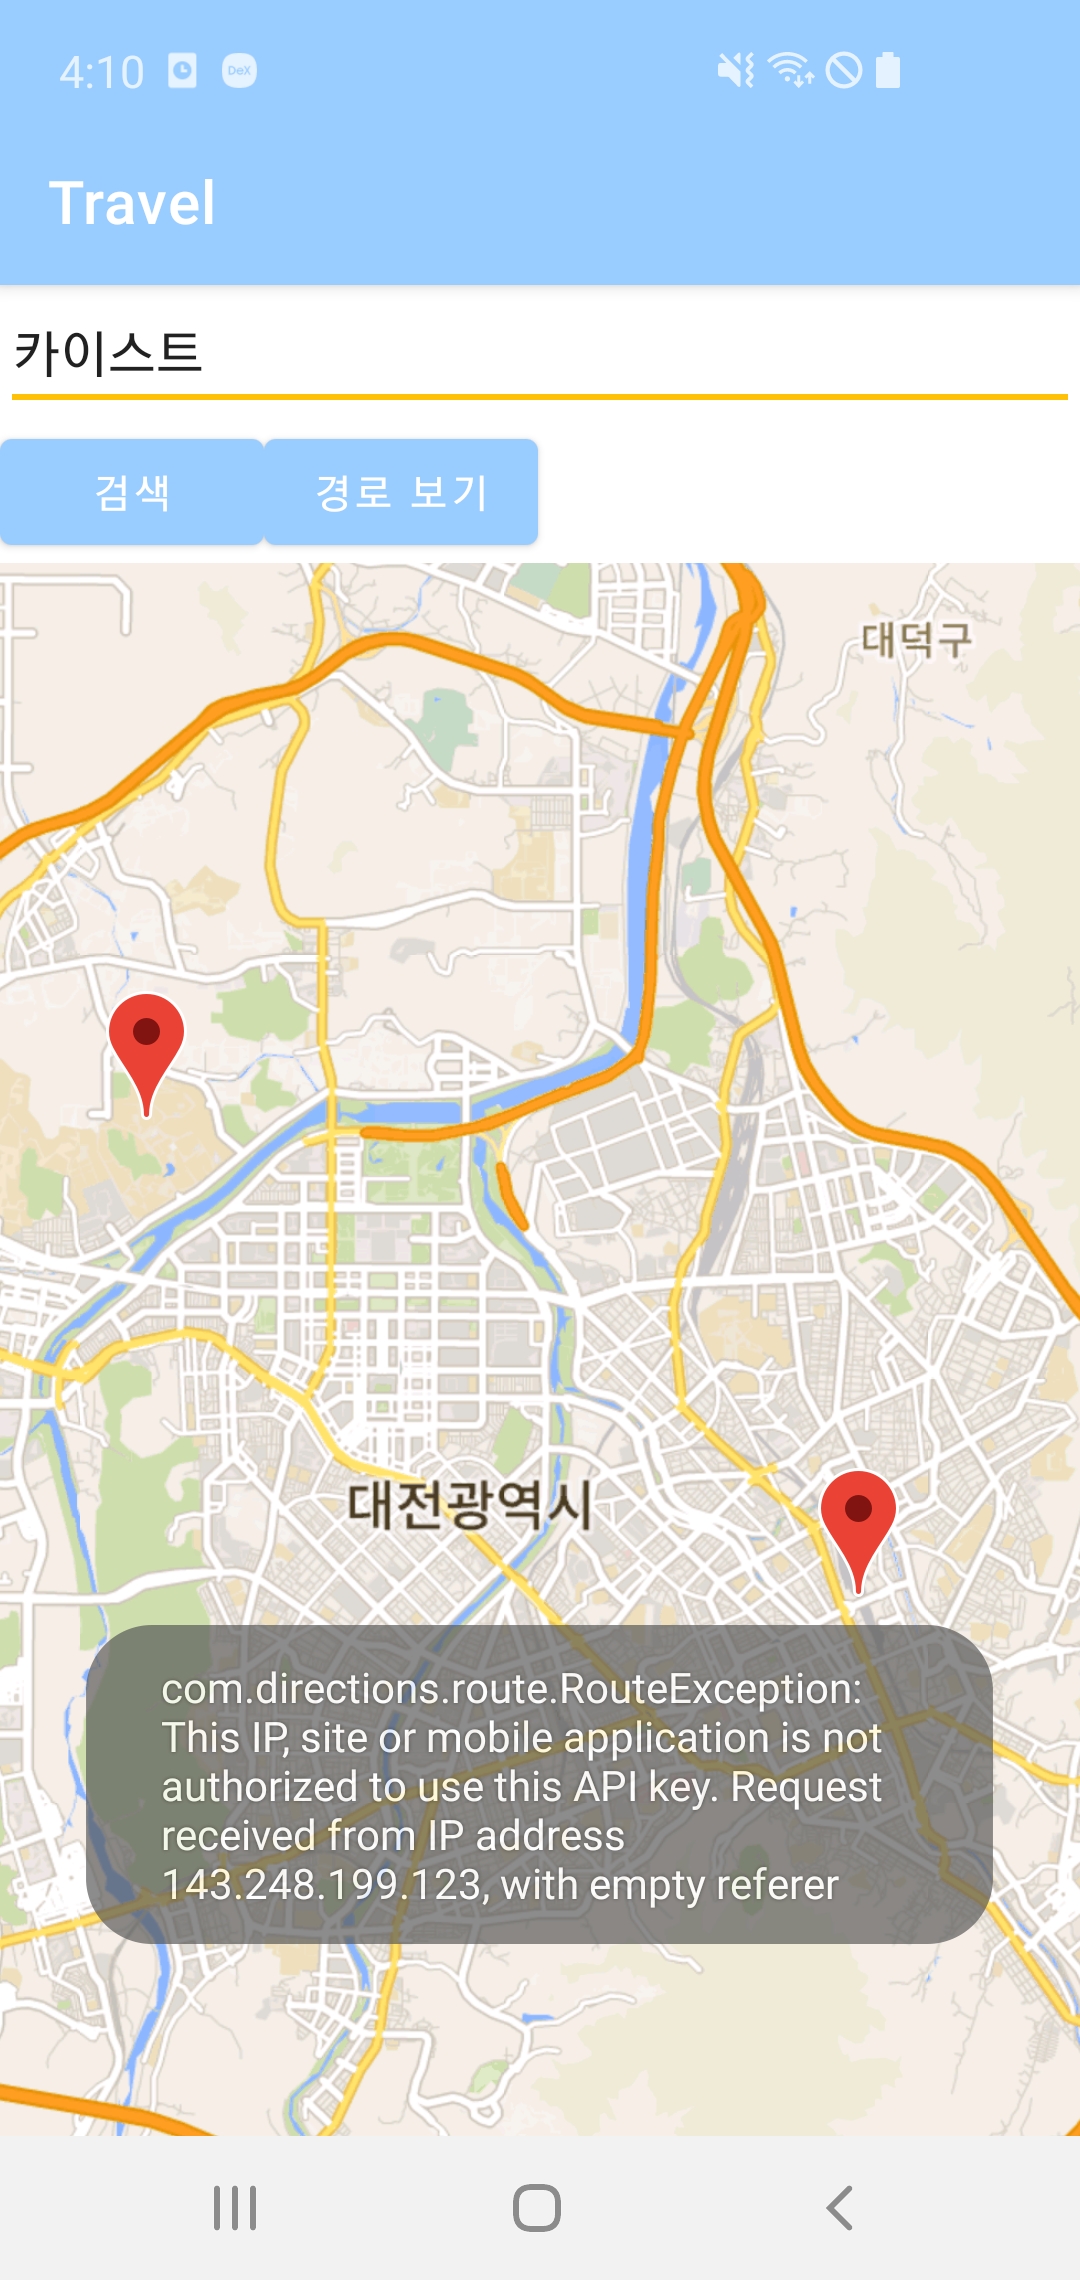 4:10
DeX
Travel
카이스트
검색
경로 보기
대덕구
대전광역시
com.directions.route.RouteException:
This IP, site or mobile application is not
authorized to use this API key. Request
received from IP address
143.248.199.123, with empty referer